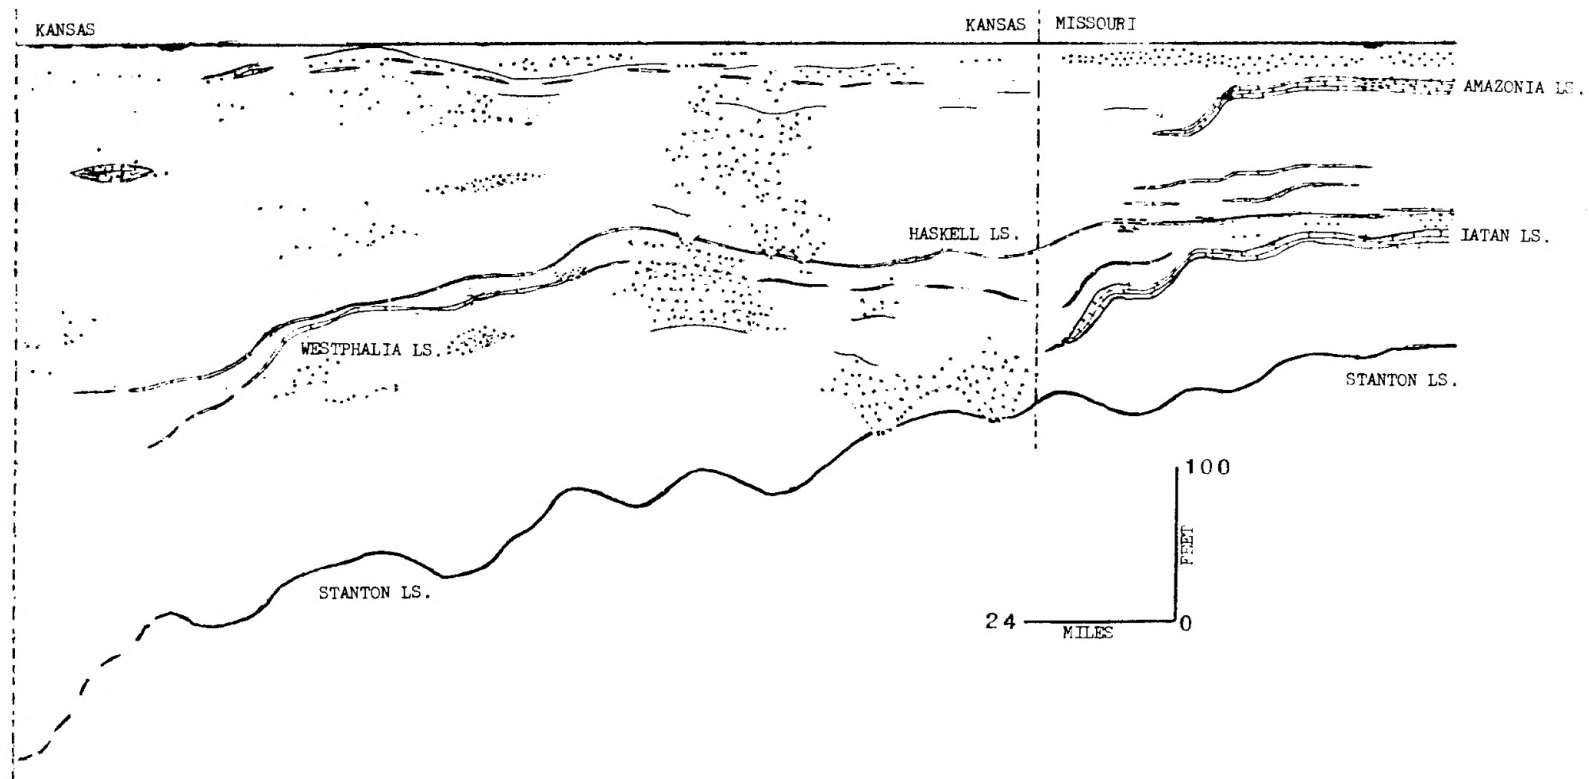 KANSAS
KANSAS MISSOURI
AMAZONIA LS.
HASKELL LS.
IATAN LS.
WESTPHALIA LS.
STANTON LS.
100
FEET
STANTON LS.
24 0
MILES